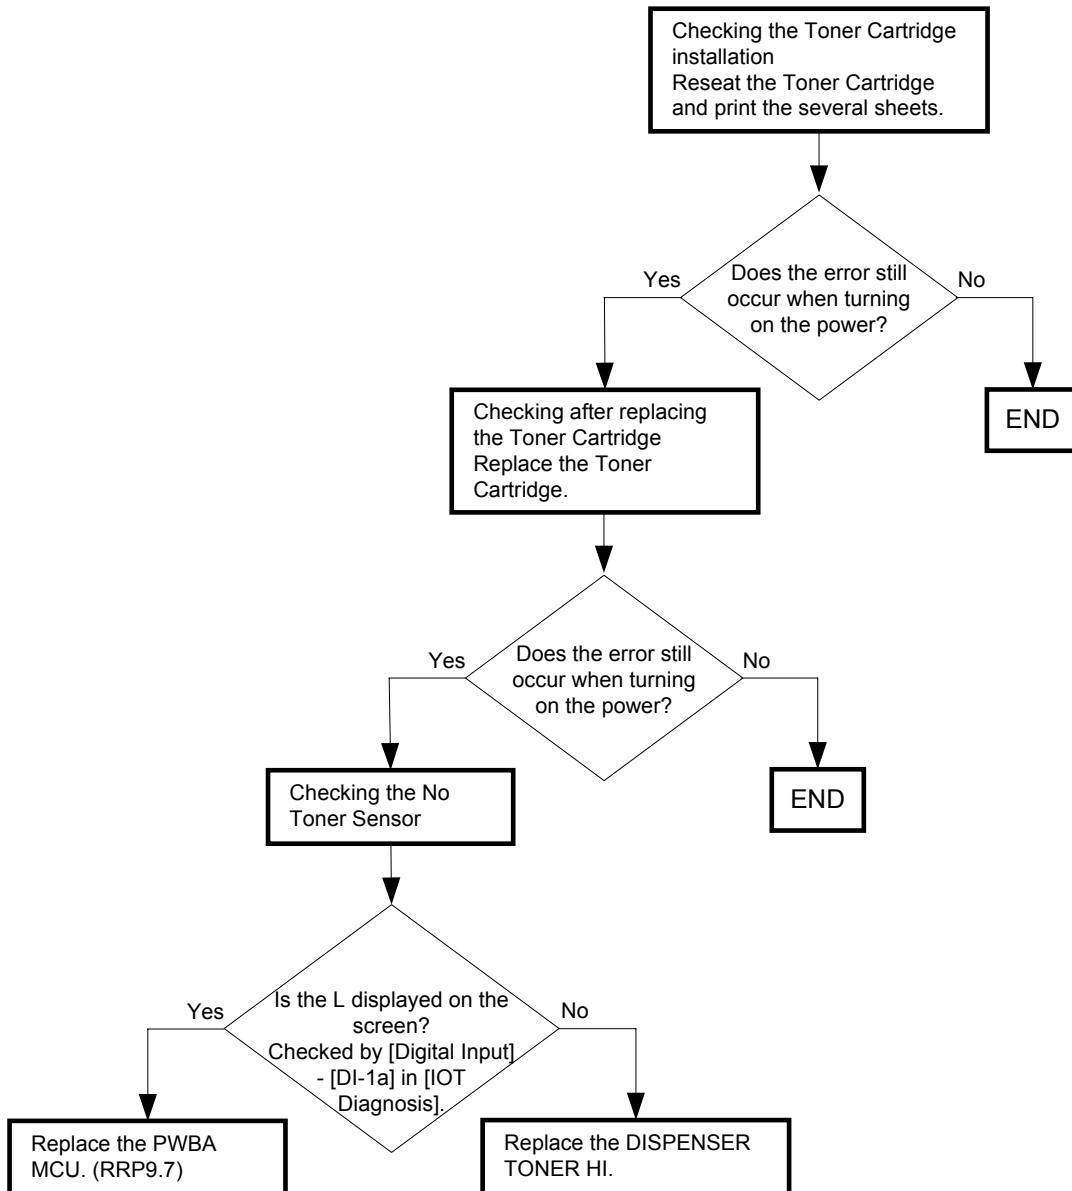 Checking the Toner Cartridge
installation
Reseat the Toner Cartridge
and print the several sheets.
Does the error still
occur when turning
on the power?
Yes
No
END
Checking after replacing
the Toner Cartridge
Replace the Toner
Cartridge.
Does the error still
occur when turning
on the power?
Yes
No
END
Checking the No
Toner Sensor
Is the L displayed on the
screen?
Checked by [Digital Input]
- [DI-1a] in [IOT
Diagnosis].
Yes
No
Replace the PWBA
MCU. (RRP9.7)
Replace the DISPENSER
TONER HI.